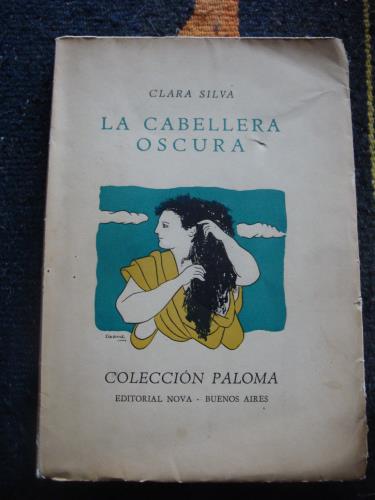 CLARA SILVA
LA CABELLERA
OSCURA
COLECCIÓN PALOMA
EDITORIAL NOVA - BUENOS AIRES